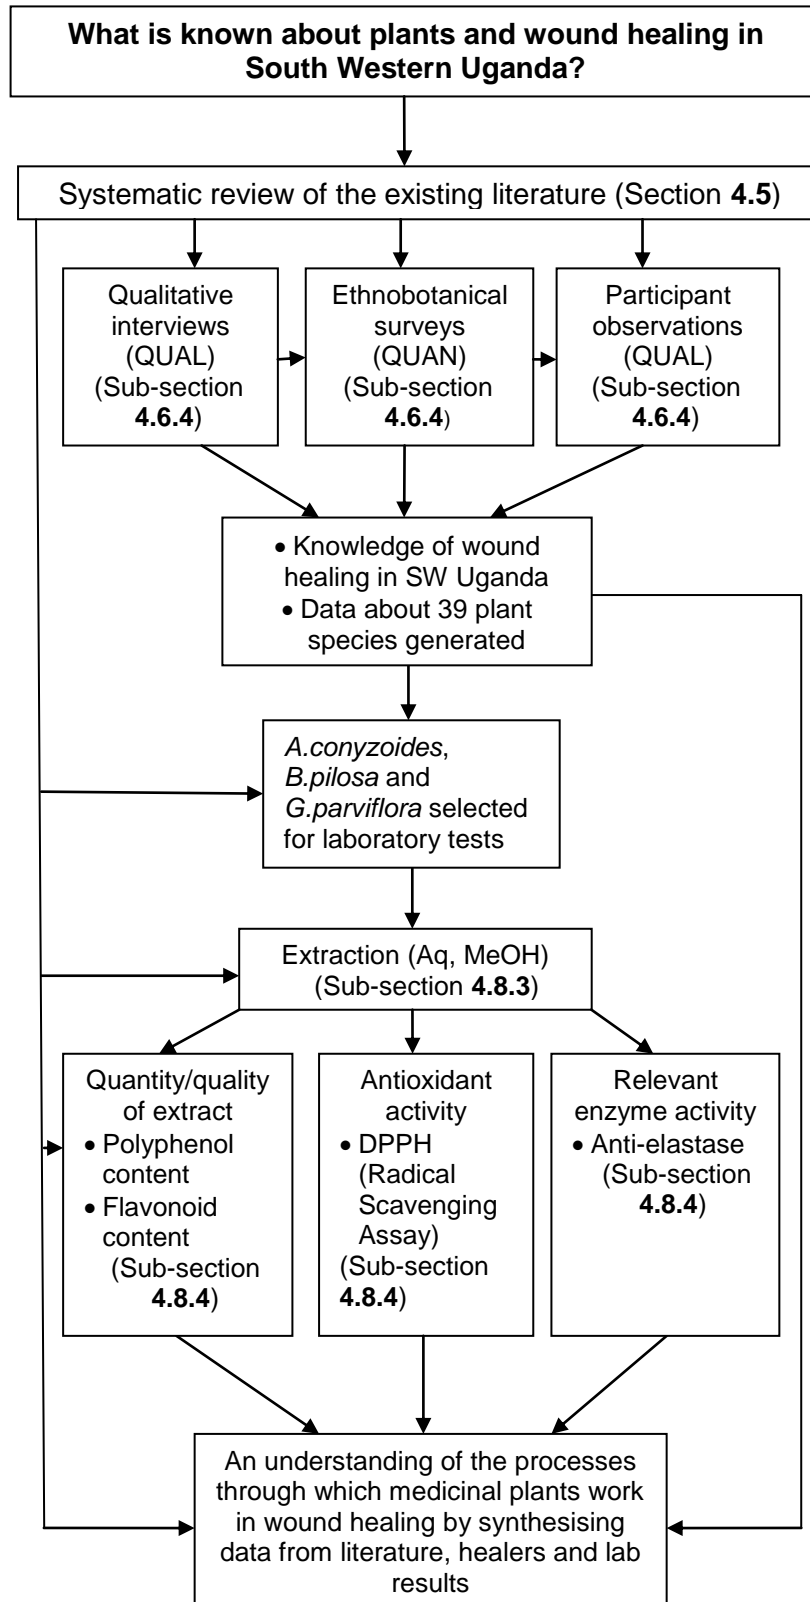 What is known about plants and wound healing in
South Western Uganda?
Systematic review of the existing literature (Section 4.5)
Qualitative
interviews
(QUAL)
(Sub-section
4.6.4)
Ethnobotanical
surveys
(QUAN)
(Sub-section
4.6.4)
Participant
observations
(QUAL)
(Sub-section
4.6.4)
• Knowledge of wound
healing in SW Uganda
• Data about 39 plant
species generated
A.conyzoides,
B.pilosa and
G.parviflora selected
for laboratory tests
Extraction (Aq, MeOH)
(Sub-section 4.8.3)
Quantity/quality
of extract
• Polyphenol
content
• Flavonoid
content
(Sub-section
4.8.4)
Antioxidant
activity
• DPPH
(Radical
Scavenging
Assay)
(Sub-section
4.8.4)
Relevant
enzyme activity
• Anti-elastase
(Sub-section
4.8.4)
An understanding of the processes
through which medicinal plants work
in wound healing by synthesising
data from literature, healers and lab
results